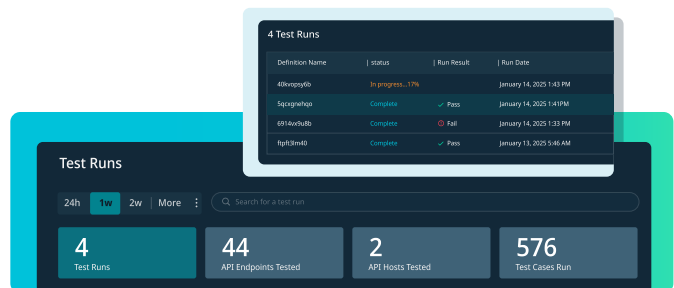 4 Test Runs
Definition Name | status | Run Result | Run Date
40kvopsy6b In progress...17% January 14, 2025 1:43 PM
5qcxgnehqo Complete Pass January 14, 2025 1:41PM
6914vx9u8b Complete Fail January 14, 2025 1:33 PM
ftpft3lm40 Complete Pass January 13, 2025 5:46 AM
Test Runs
24h 1w 2w | More Search for a test run
4 44 2 576
Test Runs API Endpoints Tested API Hosts Tested Test Cases Run